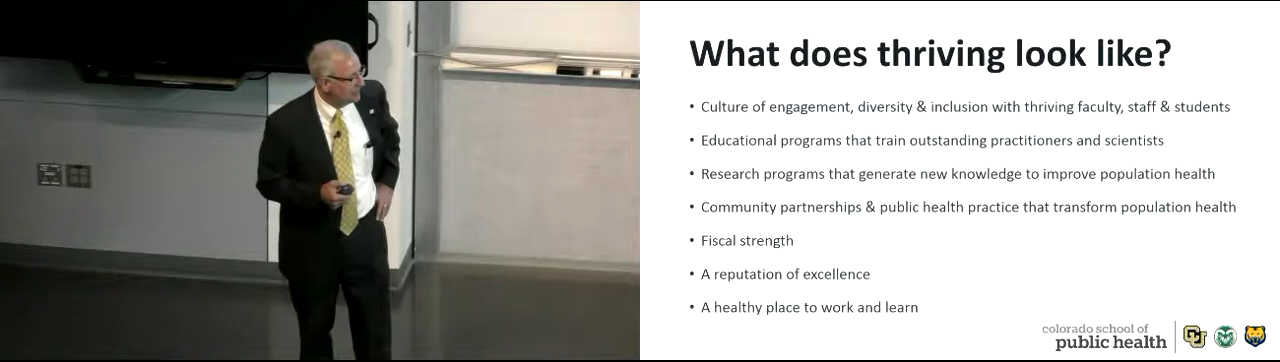 What does thriving look like?
• Culture of engagement, diversity & inclusion with thriving faculty, staff & students
• Educational programs that train outstanding practitioners and scientists
• Research programs that generate new knowledge to improve population health
• Community partnerships & public health practice that transform population health
• Fiscal strength
• A reputation of excellence
• A healthy place to work and learn
colorado school of
public health
CU